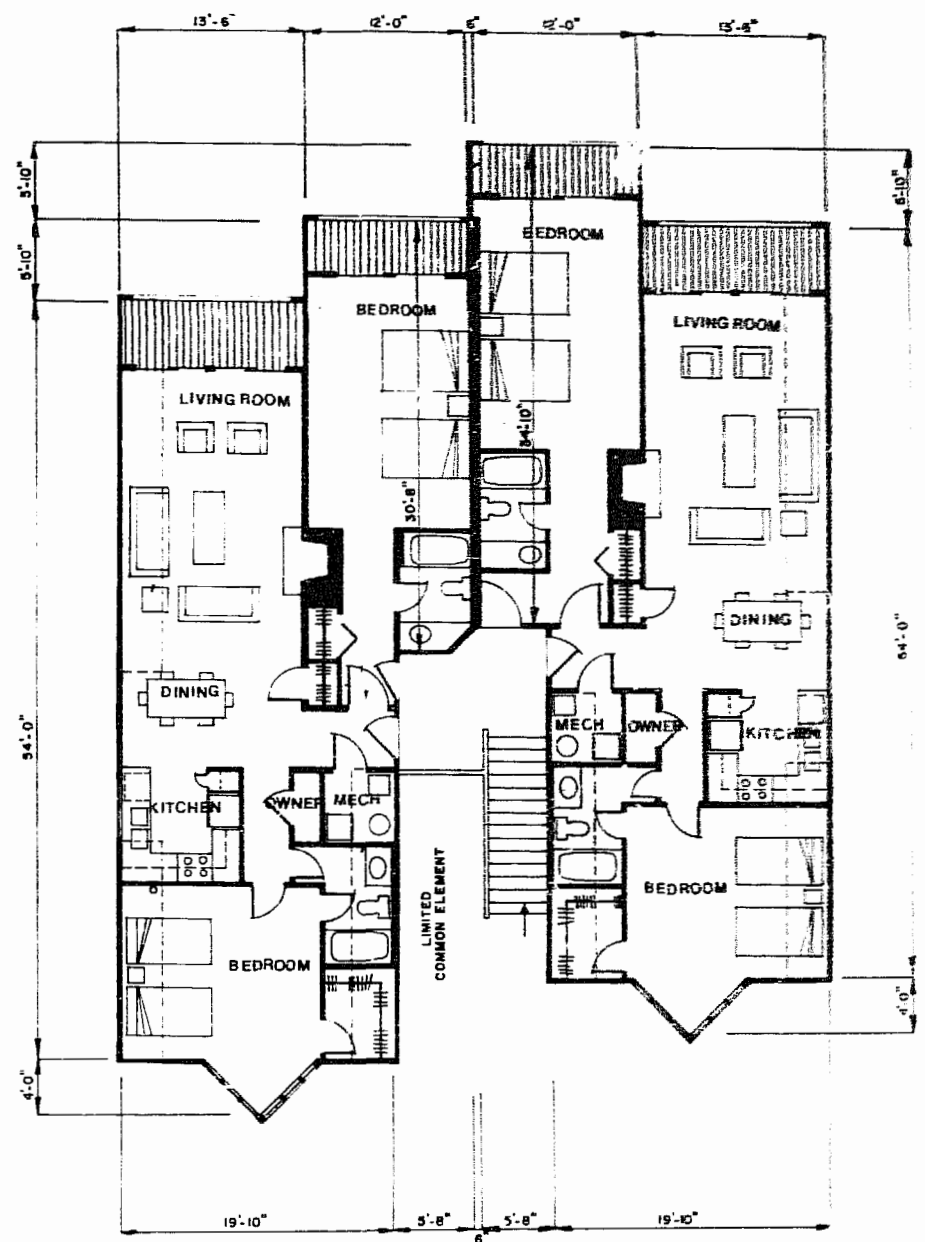 13'-6"
12'-0"
6"
12'-0"
13'-6"
5'-10"
5'-10"
5'-10"
BEDROOM
BEDROOM
LIVING ROOM
LIVING ROOM
30'-8"
34'-10"
DINING
DINING
54'-0"
54'-0"
MECH
OWNER
KITCHEN
KITCHEN
OWNER
MECH
LIMITED
COMMON ELEMENT
BEDROOM
BEDROOM
4'-0"
4'-0"
19'-10"
5'-8"
6"
5'-8"
19'-10"